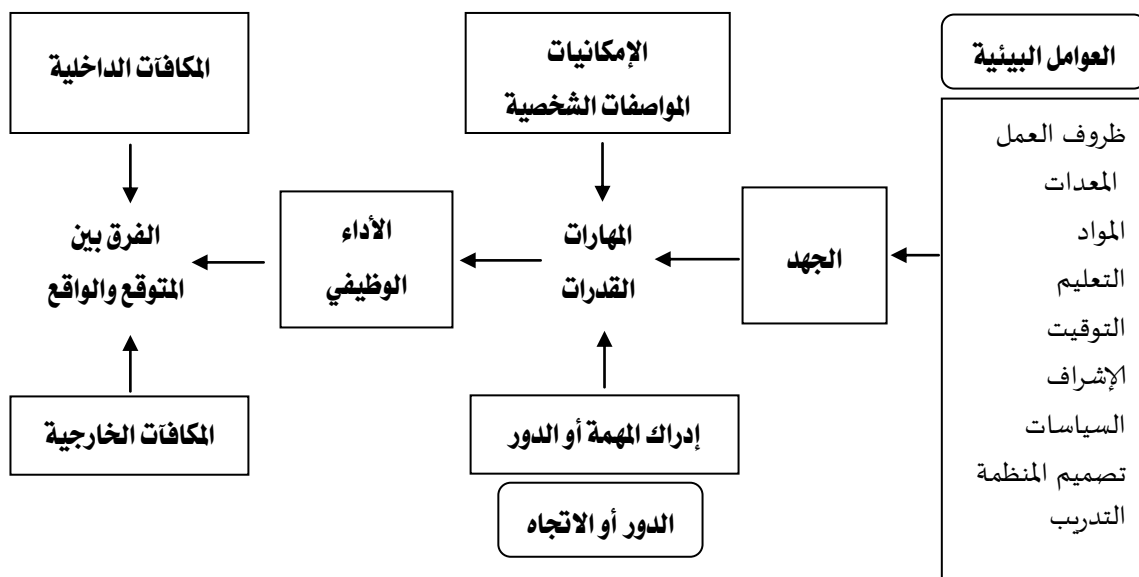 العوامل البيئية
ظروف العمل
المعدات
المواد
التعليم
التوقيت
الإشراف
السياسات
تصميم المنظمة
التدريب
الجهد
الإمكانيات
المواصفات الشخصية
المهارات
القدرات
إدراك المهمة أو الدور
الدور أو الاتجاه
الأداء
الوظيفي
المكافآت الداخلية
الفرق بين
المتوقع والواقع
المكافآت الخارجية